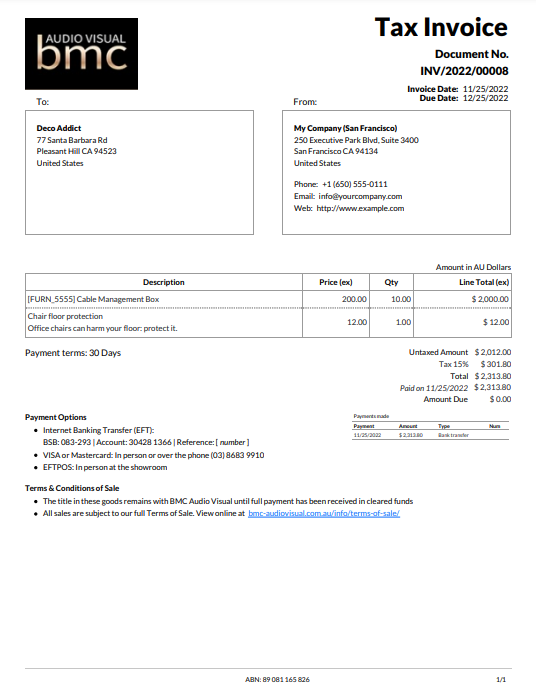 AUDIO VISUAL
bmc
Tax Invoice
Document No.
INV/2022/00008
Invoice Date: 11/25/2022
Due Date: 12/25/2022
To:
From:
Deco Addict
77 Santa Barbara Rd
Pleasant Hill CA 94523
United States
My Company (San Francisco)
250 Executive Park Blvd, Suite 3400
San Francisco CA 94134
United States
Phone: +1 (650) 555-0111
Email: info@yourcompany.com
Web: http://www.example.com
Amount in AU Dollars
Description Price (ex) Qty Line Total (ex)
[FURN_5555] Cable Management Box 200.00 10.00 $ 2,000.00
Chair floor protection
Office chairs can harm your floor: protect it. 12.00 1.00 $ 12.00
Payment terms: 30 Days
Untaxed Amount $ 2,012.00
Tax 15% $ 301.80
Total $ 2,313.80
Paid on 11/25/2022 $ 2,313.80
Amount Due $ 0.00
Payment Options
• Internet Banking Transfer (EFT):
BSB: 083-293 | Account: 30428 1366 | Reference: [ number ]
• VISA or Mastercard: In person or over the phone (03) 8683 9910
• EFTPOS: In person at the showroom
Payments made
Payment Amount Type Num
11/25/2022 $ 2,313.80 Bank transfer
Terms & Conditions of Sale
• The title in these goods remains with BMC Audio Visual until full payment has been received in cleared funds
• All sales are subject to our full Terms of Sale. View online at bmc-audiovisual.com.au/info/terms-of-sale/
ABN: 89 081 165 826
1/1